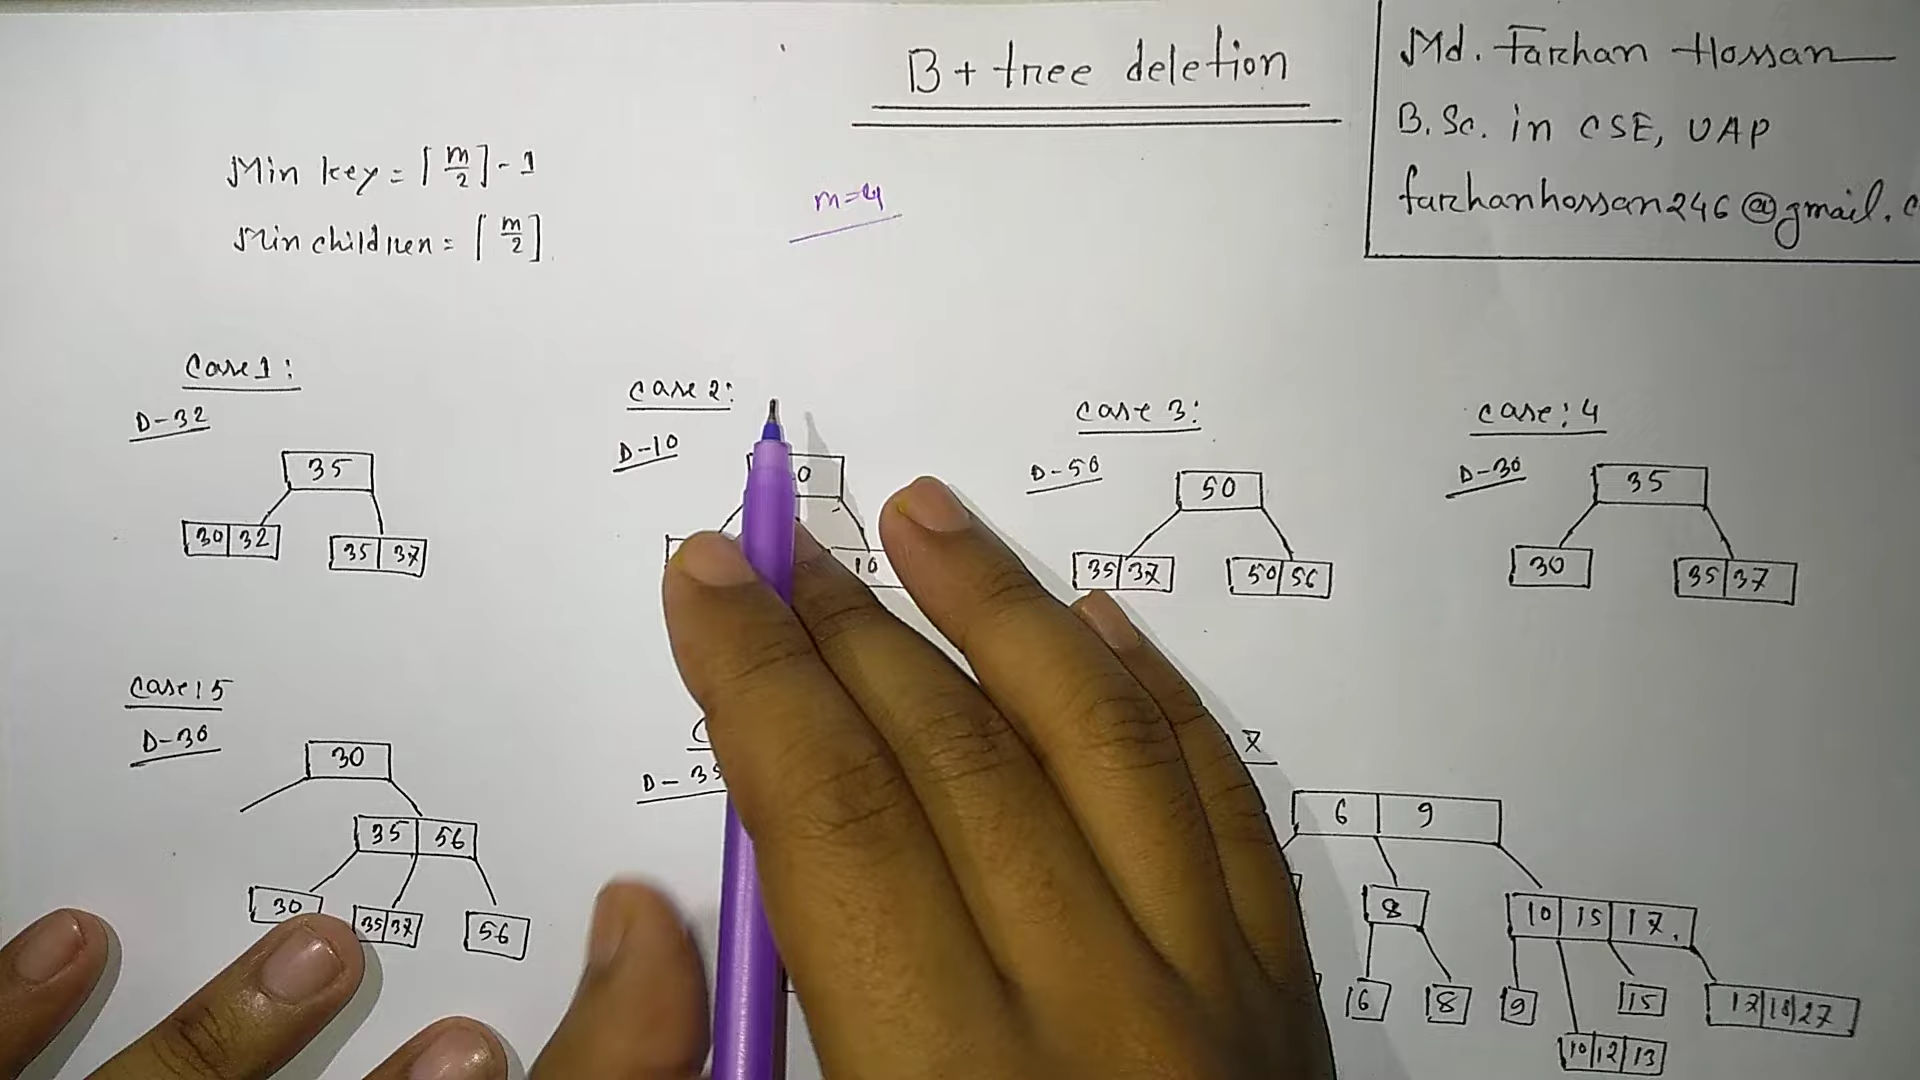 B+ tree deletion
Md. Farhan Hossan
B.Sc. in CSE, UAP
farhanhossan246@gmail.c
Min key = ⌈m/2⌉ - 1
Min children = ⌈m/2⌉
m=4
Case 1:
D-32
35
30 32
35 37
Case 2:
D-10
10
Case 3:
D-50
50
35 37
50 56
Case: 4
D-30
35
30
35 37
Case: 5
D-30
30
35 56
30
35 37
56
D-35
7
6 9
8
10 15 17
6
8
9
15
17 18 27
10 12 13